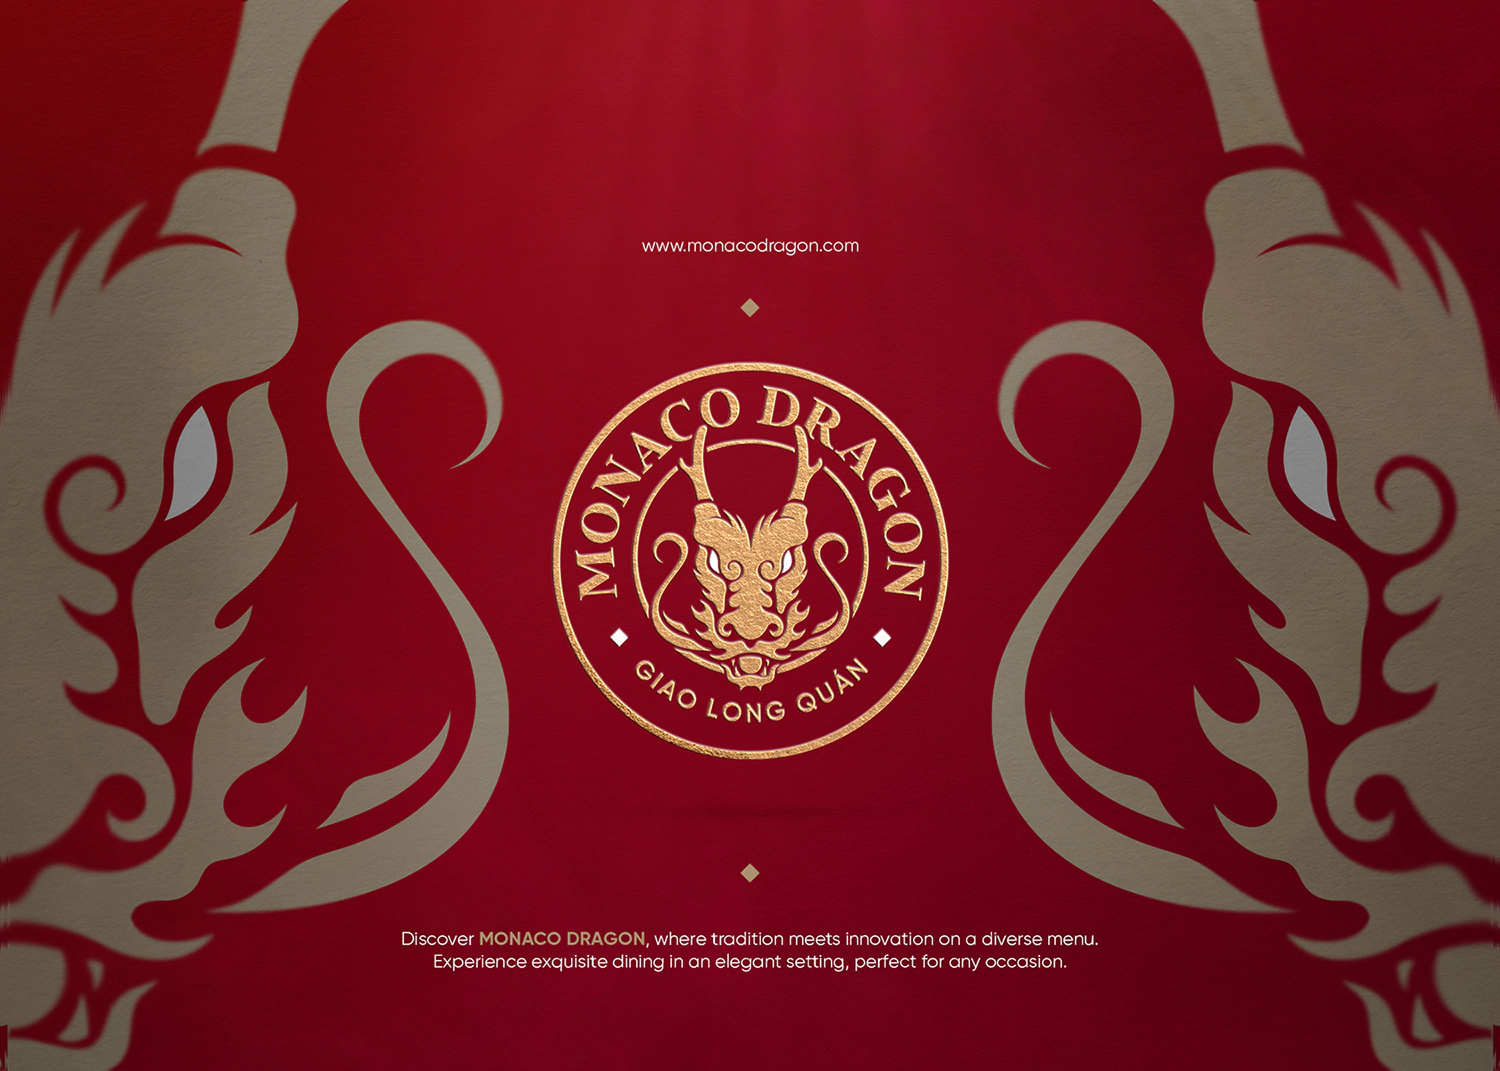 www.monacodragon.com
MONACO DRAGON
GIAO LONG QUÁN
Discover MONACO DRAGON, where tradition meets innovation on a diverse menu.
Experience exquisite dining in an elegant setting, perfect for any occasion.